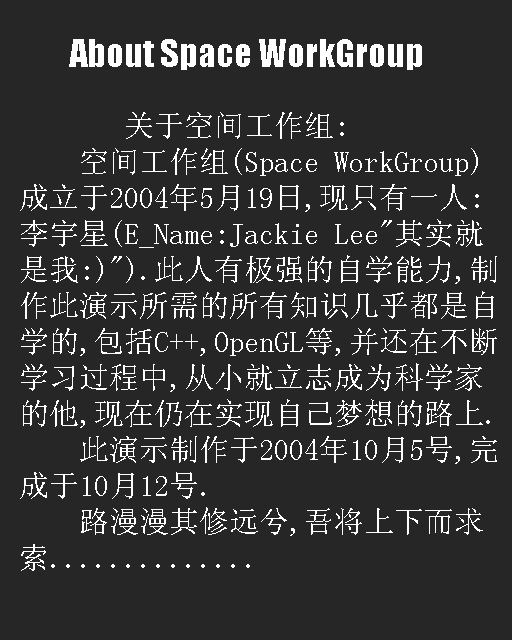 About Space WorkGroup
关于空间工作组:
空间工作组(Space WorkGroup)
成立于2004年5月19日,现只有一人:
李宇星(E_Name:Jackie Lee"其实就
是我:)").此人有极强的自学能力,制
作此演示所需的所有知识几乎都是自
学的,包括C++,OpenGL等,并还在不断
学习过程中,从小就立志成为科学家
的他,现在仍在实现自己梦想的路上.
此演示制作于2004年10月5号,完
成于10月12号.
路漫漫其修远兮,吾将上下而求
索..............